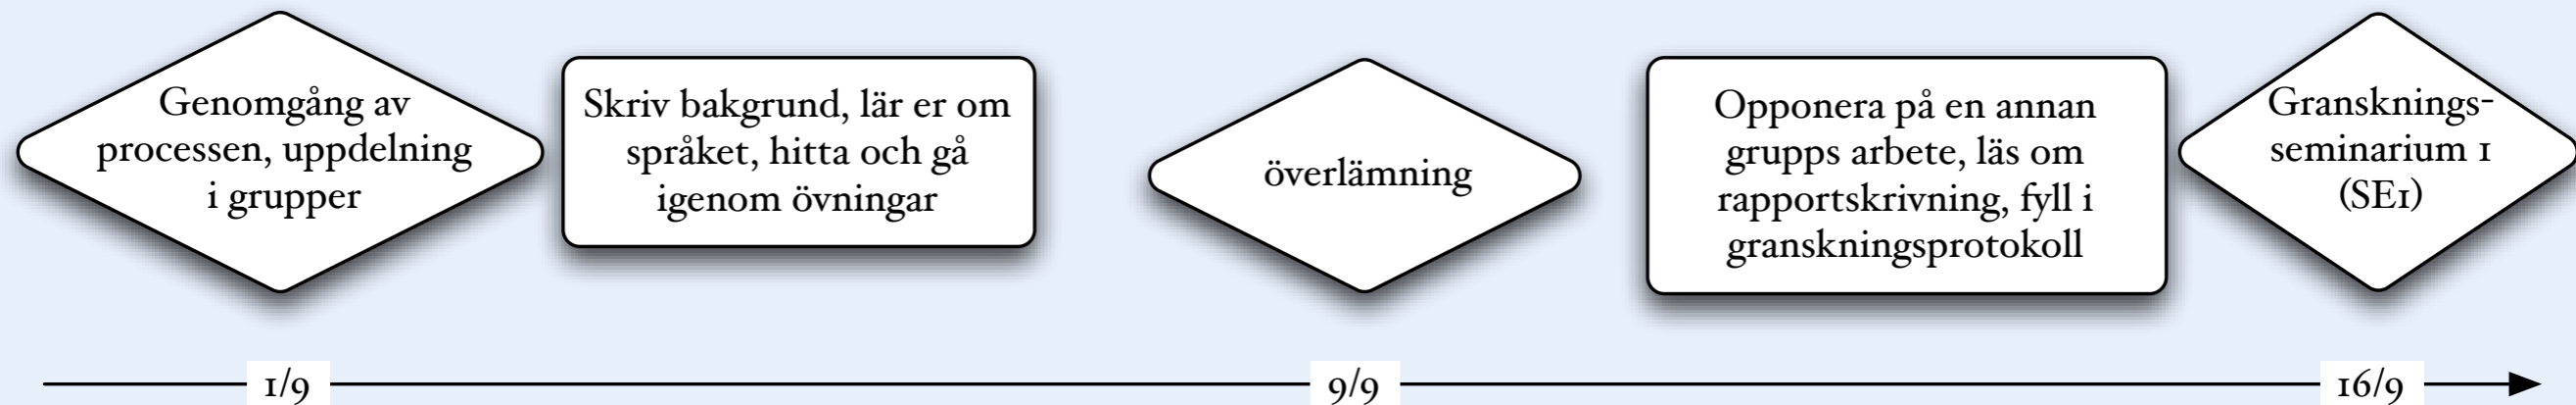 Genomgång av
processen, uppdelning
i grupper
Skriv bakgrund, lär er om
språket, hitta och gå
igenom övningar
överlämning
Opponera på en annan
grupps arbete, läs om
rapportskrivning, fyll i
granskningsprotokoll
Gransknings-
seminarium 1
(SE1)
1/9
9/9
16/9